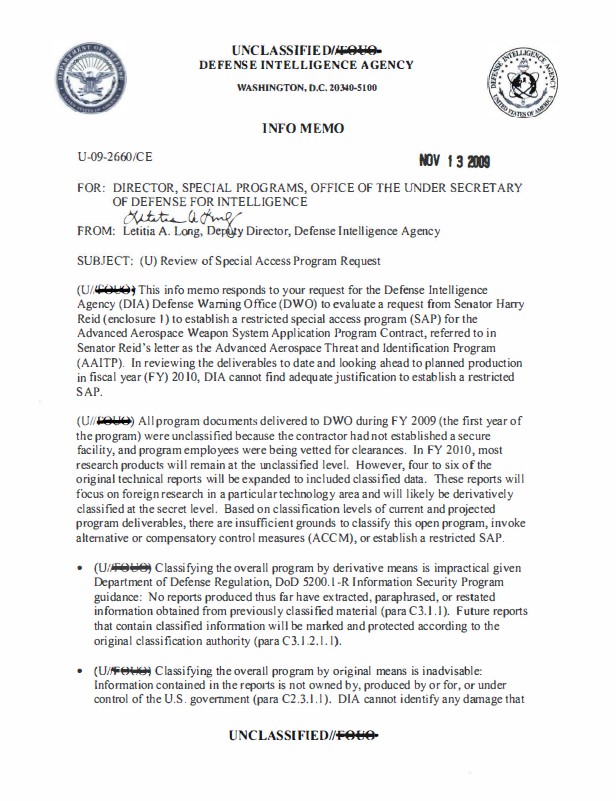 UNCLASSIFIED//FOUO
DEFENSE INTELLIGENCE AGENCY
WASHINGTON, D.C. 20340-5100
DEPARTMENT OF DEFENSE
UNITED STATES OF AMERICA
DEFENSE INTELLIGENCE AGENCY
UNITED STATES OF AMERICA
INFO MEMO
U-09-2660/CE
NOV 13 2009
FOR: DIRECTOR, SPECIAL PROGRAMS, OFFICE OF THE UNDER SECRETARY
OF DEFENSE FOR INTELLIGENCE
Letitia A Long
FROM: Letitia A. Long, Deputy Director, Defense Intelligence Agency
SUBJECT: (U) Review of Special Access Program Request
(U//FOUO) This info memo responds to your request for the Defense Intelligence
Agency (DIA) Defense Warning Office (DWO) to evaluate a request from Senator Harry
Reid (enclosure 1) to establish a restricted special access program (SAP) for the
Advanced Aerospace Weapon System Application Program Contract, referred to in
Senator Reid's letter as the Advanced Aerospace Threat and Identification Program
(AAITP). In reviewing the deliverables to date and looking ahead to planned production
in fiscal year (FY) 2010, DIA cannot find adequate justification to establish a restricted
SAP.
(U//FOUO) All program documents delivered to DWO during FY 2009 (the first year of
the program) were unclassified because the contractor had not established a secure
facility, and program employees were being vetted for clearances. In FY 2010, most
research products will remain at the unclassified level. However, four to six of the
original technical reports will be expanded to included classified data. These reports will
focus on foreign research in a particular technology area and will likely be derivatively
classified at the secret level. Based on classification levels of current and projected
program deliverables, there are insufficient grounds to classify this open program, invoke
alternative or compensatory control measures (ACCM), or establish a restricted SAP.
• (U//FOUO) Classifying the overall program by derivative means is impractical given
Department of Defense Regulation, DoD 5200.1-R Information Security Program
guidance: No reports produced thus far have extracted, paraphrased, or restated
information obtained from previously classified material (para C3.1.1). Future reports
that contain classified information will be marked and protected according to the
original classification authority (para C3.1.2.1.1).
• (U//FOUO) Classifying the overall program by original means is inadvisable:
Information contained in the reports is not owned by, produced by or for, or under
control of the U.S. government (para C2.3.1.1). DIA cannot identify any damage that
UNCLASSIFIED//FOUO